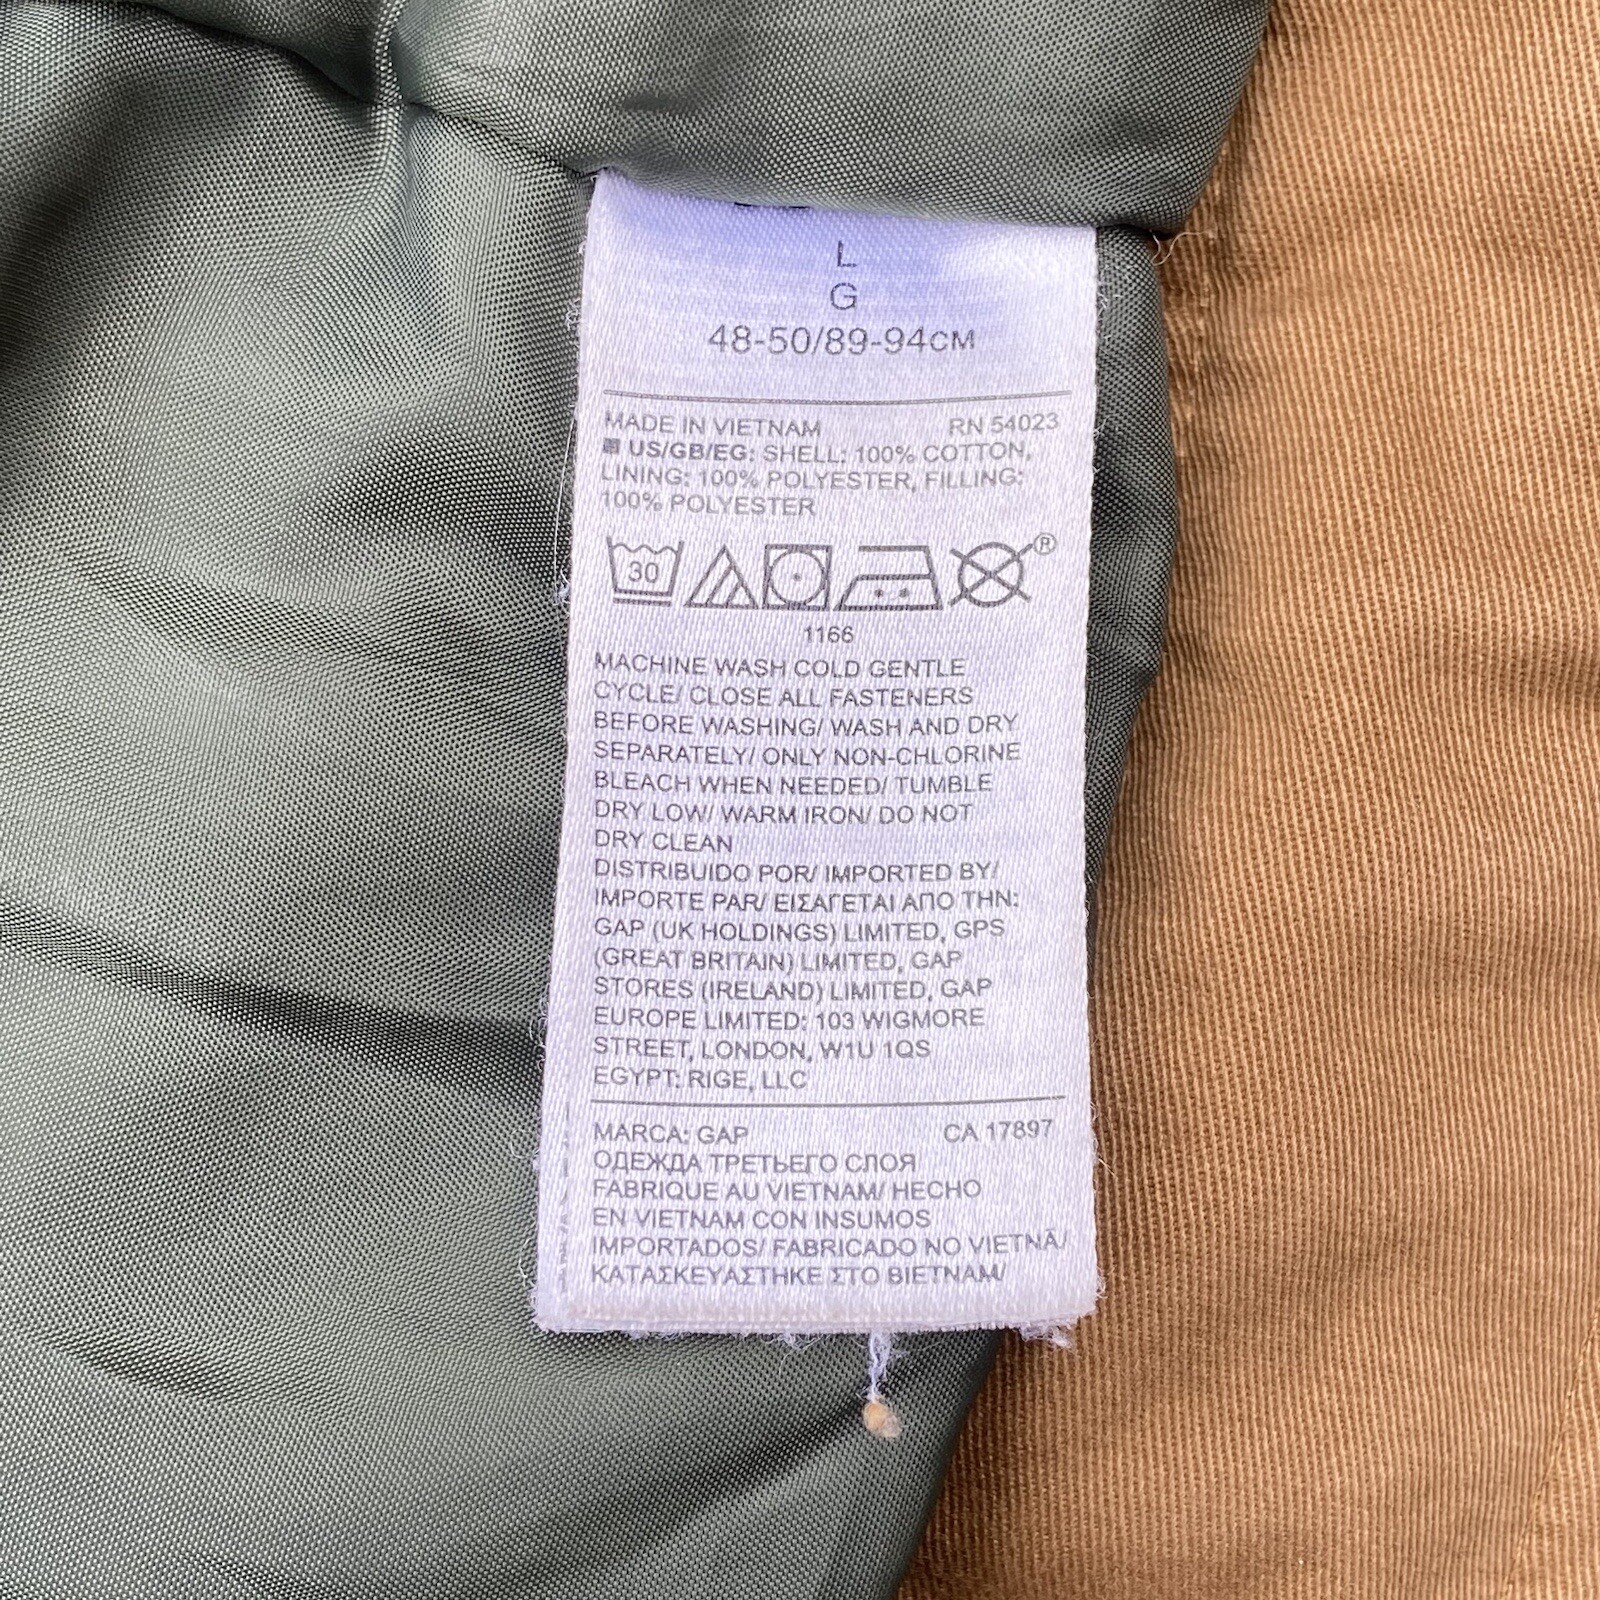 L
G
48-50/89-94CM
MADE IN VIETNAM RN 54023
US/GB/EG: SHELL: 100% COTTON,
LINING: 100% POLYESTER, FILLING:
100% POLYESTER
30 ®
1166
MACHINE WASH COLD GENTLE
CYCLE/ CLOSE ALL FASTENERS
BEFORE WASHING/ WASH AND DRY
SEPARATELY/ ONLY NON-CHLORINE
BLEACH WHEN NEEDED/ TUMBLE
DRY LOW/ WARM IRON/ DO NOT
DRY CLEAN
DISTRIBUIDO POR/ IMPORTED BY/
IMPORTE PAR/ ΕΙΣΑΓΕΤΑΙ ΑΠΟ ΤΗΝ:
GAP (UK HOLDINGS) LIMITED, GPS
(GREAT BRITAIN) LIMITED, GAP
STORES (IRELAND) LIMITED, GAP
EUROPE LIMITED: 103 WIGMORE
STREET, LONDON, W1U 1QS
EGYPT: RIGE, LLC
MARCA: GAP CA 17897
ОДЕЖДА ТРЕТЬЕГО СЛОЯ
FABRIQUE AU VIETNAM/ HECHO
EN VIETNAM CON INSUMOS
IMPORTADOS/ FABRICADO NO VIETNÃ/
ΚΑΤΑΣΚΕΥΑΣΤΗΚΕ ΣΤΟ ΒΙΕΤΝΑΜ/